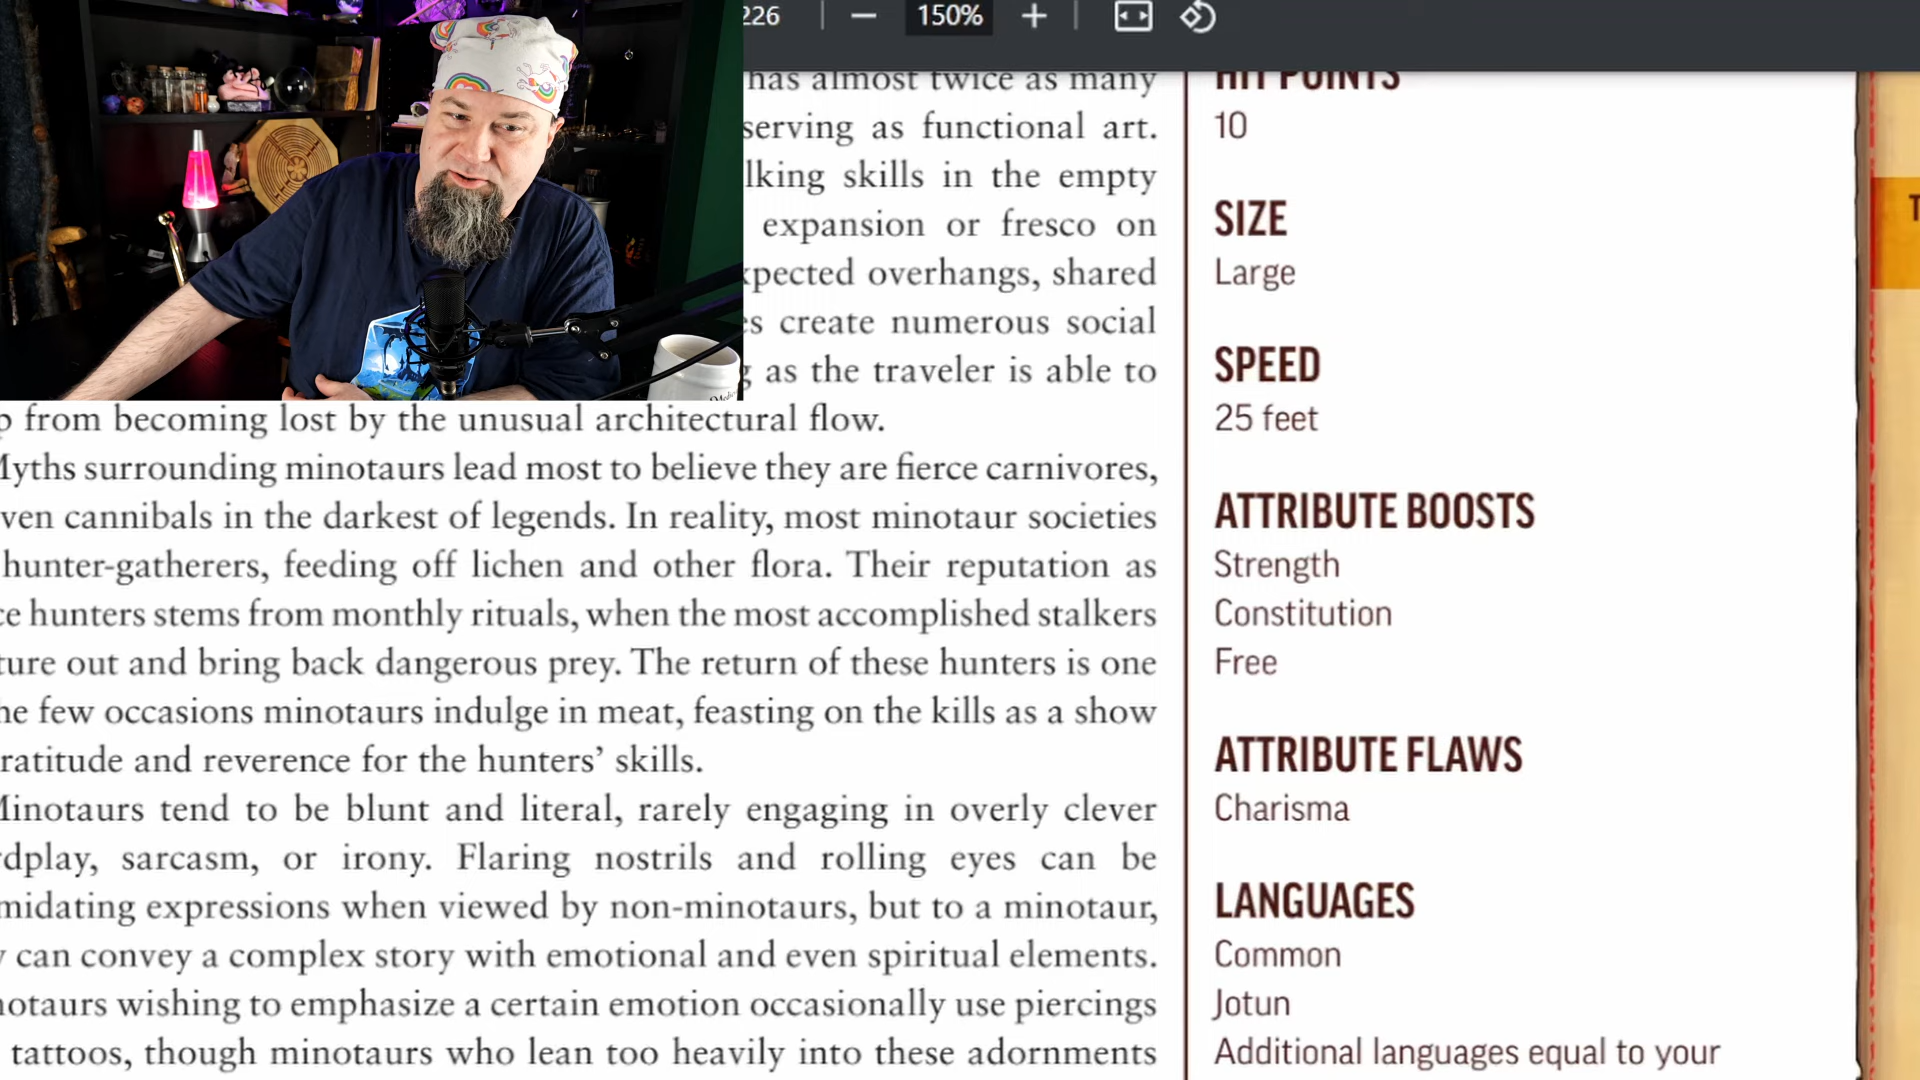 226
150%
has almost twice as many
serving as functional art.
lking skills in the empty
expansion or fresco on
xpected overhangs, shared
es create numerous social
g as the traveler is able to
p from becoming lost by the unusual architectural flow.
Myths surrounding minotaurs lead most to believe they are fierce carnivores,
ven cannibals in the darkest of legends. In reality, most minotaur societies
hunter-gatherers, feeding off lichen and other flora. Their reputation as
ce hunters stems from monthly rituals, when the most accomplished stalkers
ture out and bring back dangerous prey. The return of these hunters is one
he few occasions minotaurs indulge in meat, feasting on the kills as a show
ratitude and reverence for the hunters’ skills.
Minotaurs tend to be blunt and literal, rarely engaging in overly clever
rdplay, sarcasm, or irony. Flaring nostrils and rolling eyes can be
midating expressions when viewed by non-minotaurs, but to a minotaur,
y can convey a complex story with emotional and even spiritual elements.
notaurs wishing to emphasize a certain emotion occasionally use piercings
tattoos, though minotaurs who lean too heavily into these adornments
HIT POINTS
10
SIZE
Large
SPEED
25 feet
ATTRIBUTE BOOSTS
Strength
Constitution
Free
ATTRIBUTE FLAWS
Charisma
LANGUAGES
Common
Jotun
Additional languages equal to your
T